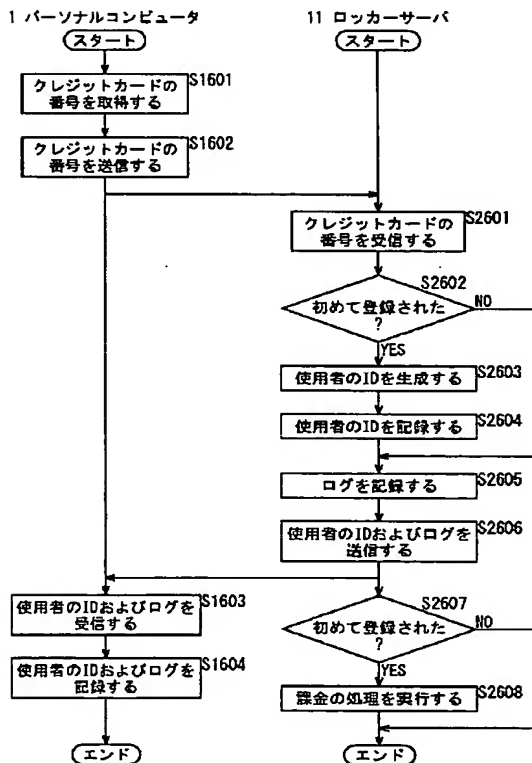 1 パーソナルコンピュータ
スタート
クレジットカードの
番号を取得する
S1601
クレジットカードの
番号を送信する
S1602
使用者のIDおよびログを
受信する
S1603
使用者のIDおよびログを
記録する
S1604
エンド
11 ロッカーサーバ
スタート
クレジットカードの
番号を受信する
S2601
S2602
初めて登録された
?
NO
YES
使用者のIDを生成する
S2603
使用者のIDを記録する
S2604
ログを記録する
S2605
使用者のIDおよびログを
送信する
S2606
S2607
初めて登録された
?
NO
YES
課金の処理を実行する
S2608
エンド